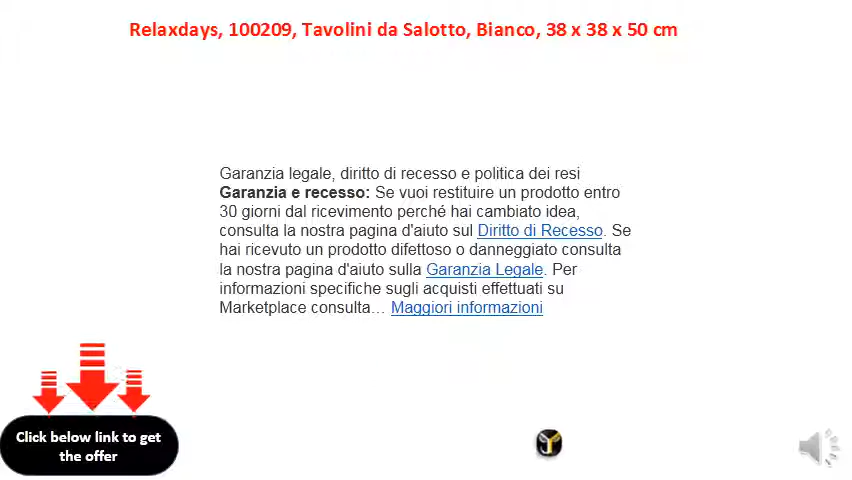 Relaxdays, 100209, Tavolini da Salotto, Bianco, 38 x 38 x 50 cm
Garanzia legale, diritto di recesso e politica dei resi
Garanzia e recesso: Se vuoi restituire un prodotto entro
30 giorni dal ricevimento perché hai cambiato idea,
consulta la nostra pagina d'aiuto sul Diritto di Recesso. Se
hai ricevuto un prodotto difettoso o danneggiato consulta
la nostra pagina d'aiuto sulla Garanzia Legale. Per
informazioni specifiche sugli acquisti effettuati su
Marketplace consulta… Maggiori informazioni
Click below link to get
the offer